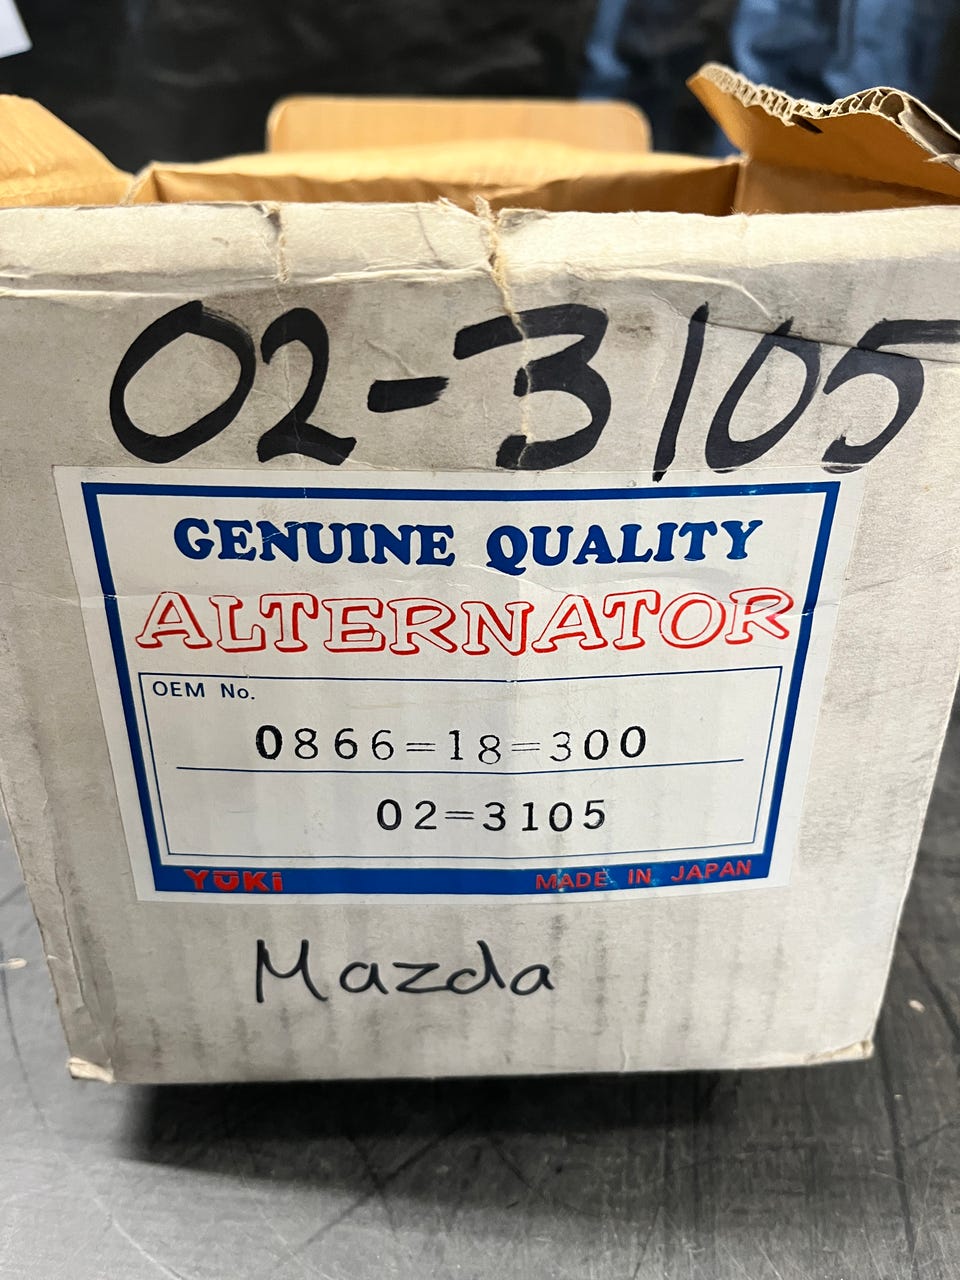 02-3105
GENUINE QUALITY
ALTERNATOR
OEM No.
0866=18=300
02=3105
YUKi MADE IN JAPAN
Mazda